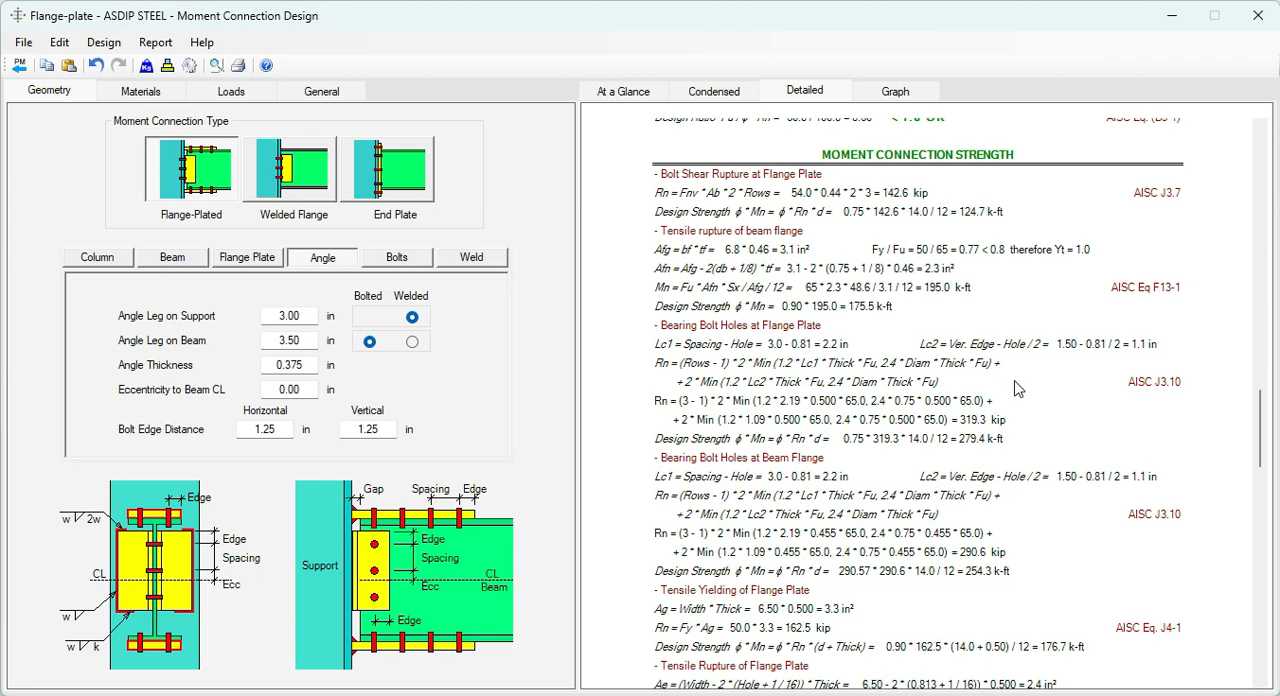 Flange-plate - ASDIP STEEL - Moment Connection Design
File Edit Design Report Help
PM
Kg
Geometry Materials Loads General
At a Glance Condensed Detailed Graph
Moment Connection Type
Flange-Plated Welded Flange End Plate
Column Beam Flange Plate Angle Bolts Weld
Bolted Welded
Angle Leg on Support 3.00 in
Angle Leg on Beam 3.50 in
Angle Thickness 0.375 in
Eccentricity to Beam CL 0.00 in
Horizontal Vertical
Bolt Edge Distance 1.25 in 1.25 in
Edge
w 2w
Edge
Spacing
CL
Ecc
w
w k
Gap Spacing Edge
Edge
Spacing
Support
CL
Ecc
Beam
Edge
MOMENT CONNECTION STRENGTH
- Bolt Shear Rupture at Flange Plate
Rn = Fnv * Ab * 2 * Rows = 54.0 * 0.44 * 2 * 3 = 142.6 kip AISC J3.7
Design Strength ϕ * Mn = ϕ * Rn * d = 0.75 * 142.6 * 14.0 / 12 = 124.7 k-ft
- Tensile rupture of beam flange
Afg = bf * tf = 6.8 * 0.46 = 3.1 in² Fy / Fu = 50 / 65 = 0.77 < 0.8 therefore Yt = 1.0
Afn = Afg - 2(db + 1/8) * tf = 3.1 - 2 * (0.75 + 1 / 8) * 0.46 = 2.3 in²
Mn = Fu * Afn * Sx / Afg / 12 = 65 * 2.3 * 48.6 / 3.1 / 12 = 195.0 k-ft AISC Eq F13-1
Design Strength ϕ * Mn = 0.90 * 195.0 = 175.5 k-ft
- Bearing Bolt Holes at Flange Plate
Lc1 = Spacing - Hole = 3.0 - 0.81 = 2.2 in Lc2 = Ver. Edge - Hole / 2 = 1.50 - 0.81 / 2 = 1.1 in
Rn = (Rows - 1) * 2 * Min (1.2 * Lc1 * Thick * Fu, 2.4 * Diam * Thick * Fu) +
+ 2 * Min (1.2 * Lc2 * Thick * Fu, 2.4 * Diam * Thick * Fu) AISC J3.10
Rn = (3 - 1) * 2 * Min (1.2 * 2.19 * 0.500 * 65.0, 2.4 * 0.75 * 0.500 * 65.0) +
+ 2 * Min (1.2 * 1.09 * 0.500 * 65.0, 2.4 * 0.75 * 0.500 * 65.0) = 319.3 kip
Design Strength ϕ * Mn = ϕ * Rn * d = 0.75 * 319.3 * 14.0 / 12 = 279.4 k-ft
- Bearing Bolt Holes at Beam Flange
Lc1 = Spacing - Hole = 3.0 - 0.81 = 2.2 in Lc2 = Ver. Edge - Hole / 2 = 1.50 - 0.81 / 2 = 1.1 in
Rn = (Rows - 1) * 2 * Min (1.2 * Lc1 * Thick * Fu, 2.4 * Diam * Thick * Fu) +
+ 2 * Min (1.2 * Lc2 * Thick * Fu, 2.4 * Diam * Thick * Fu) AISC J3.10
Rn = (3 - 1) * 2 * Min (1.2 * 2.19 * 0.455 * 65.0, 2.4 * 0.75 * 0.455 * 65.0) +
+ 2 * Min (1.2 * 1.09 * 0.455 * 65.0, 2.4 * 0.75 * 0.455 * 65.0) = 290.6 kip
Design Strength ϕ * Mn = ϕ * Rn * d = 290.57 * 290.6 * 14.0 / 12 = 254.3 k-ft
- Tensile Yielding of Flange Plate
Ag = Width * Thick = 6.50 * 0.500 = 3.3 in²
Rn = Fy * Ag = 50.0 * 3.3 = 162.5 kip AISC Eq. J4-1
Design Strength ϕ * Mn = ϕ * Rn * (d + Thick) = 0.90 * 162.5 * (14.0 + 0.50) / 12 = 176.7 k-ft
- Tensile Rupture of Flange Plate
Ae = (Width - 2 * (Hole + 1 / 16)) * Thick = 6.50 - 2 * (0.813 + 1 / 16)) * 0.500 = 2.4 in²